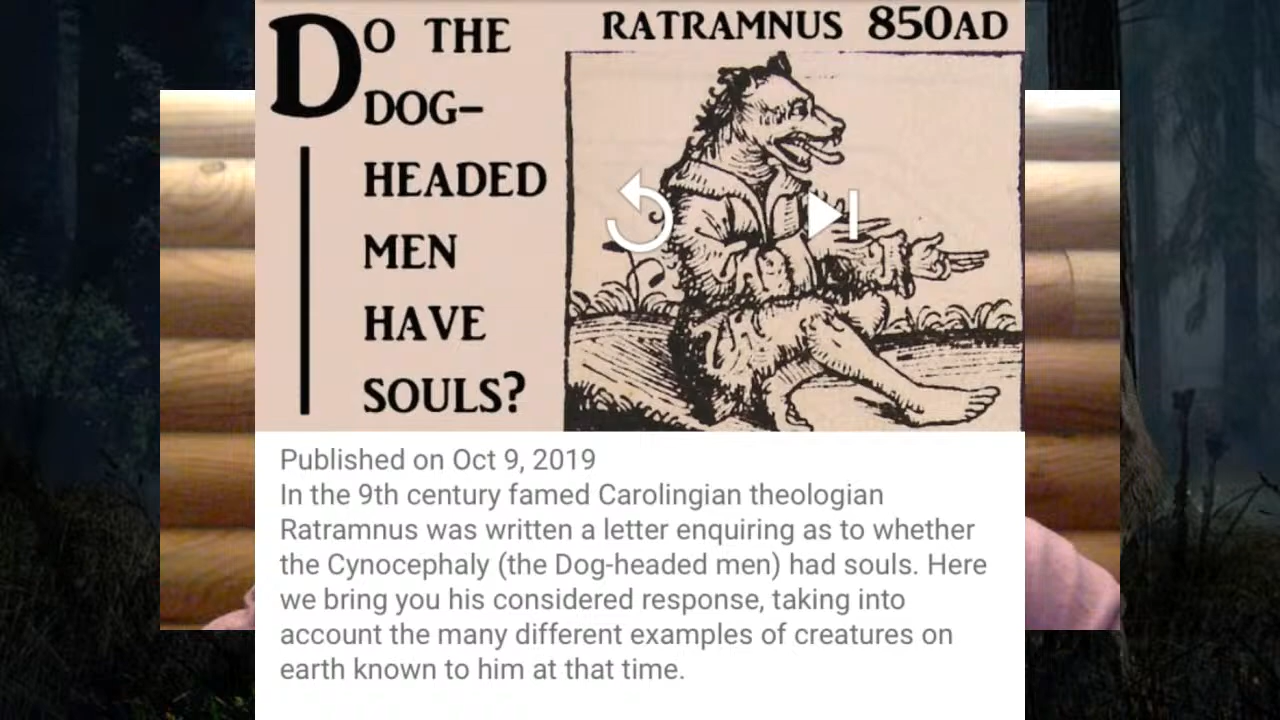 DO THE
DOG-
HEADED
MEN
HAVE
SOULS?
RATRAMNUS 850AD
Published on Oct 9, 2019
In the 9th century famed Carolingian theologian
Ratramnus was written a letter enquiring as to whether
the Cynocephaly (the Dog-headed men) had souls. Here
we bring you his considered response, taking into
account the many different examples of creatures on
earth known to him at that time.